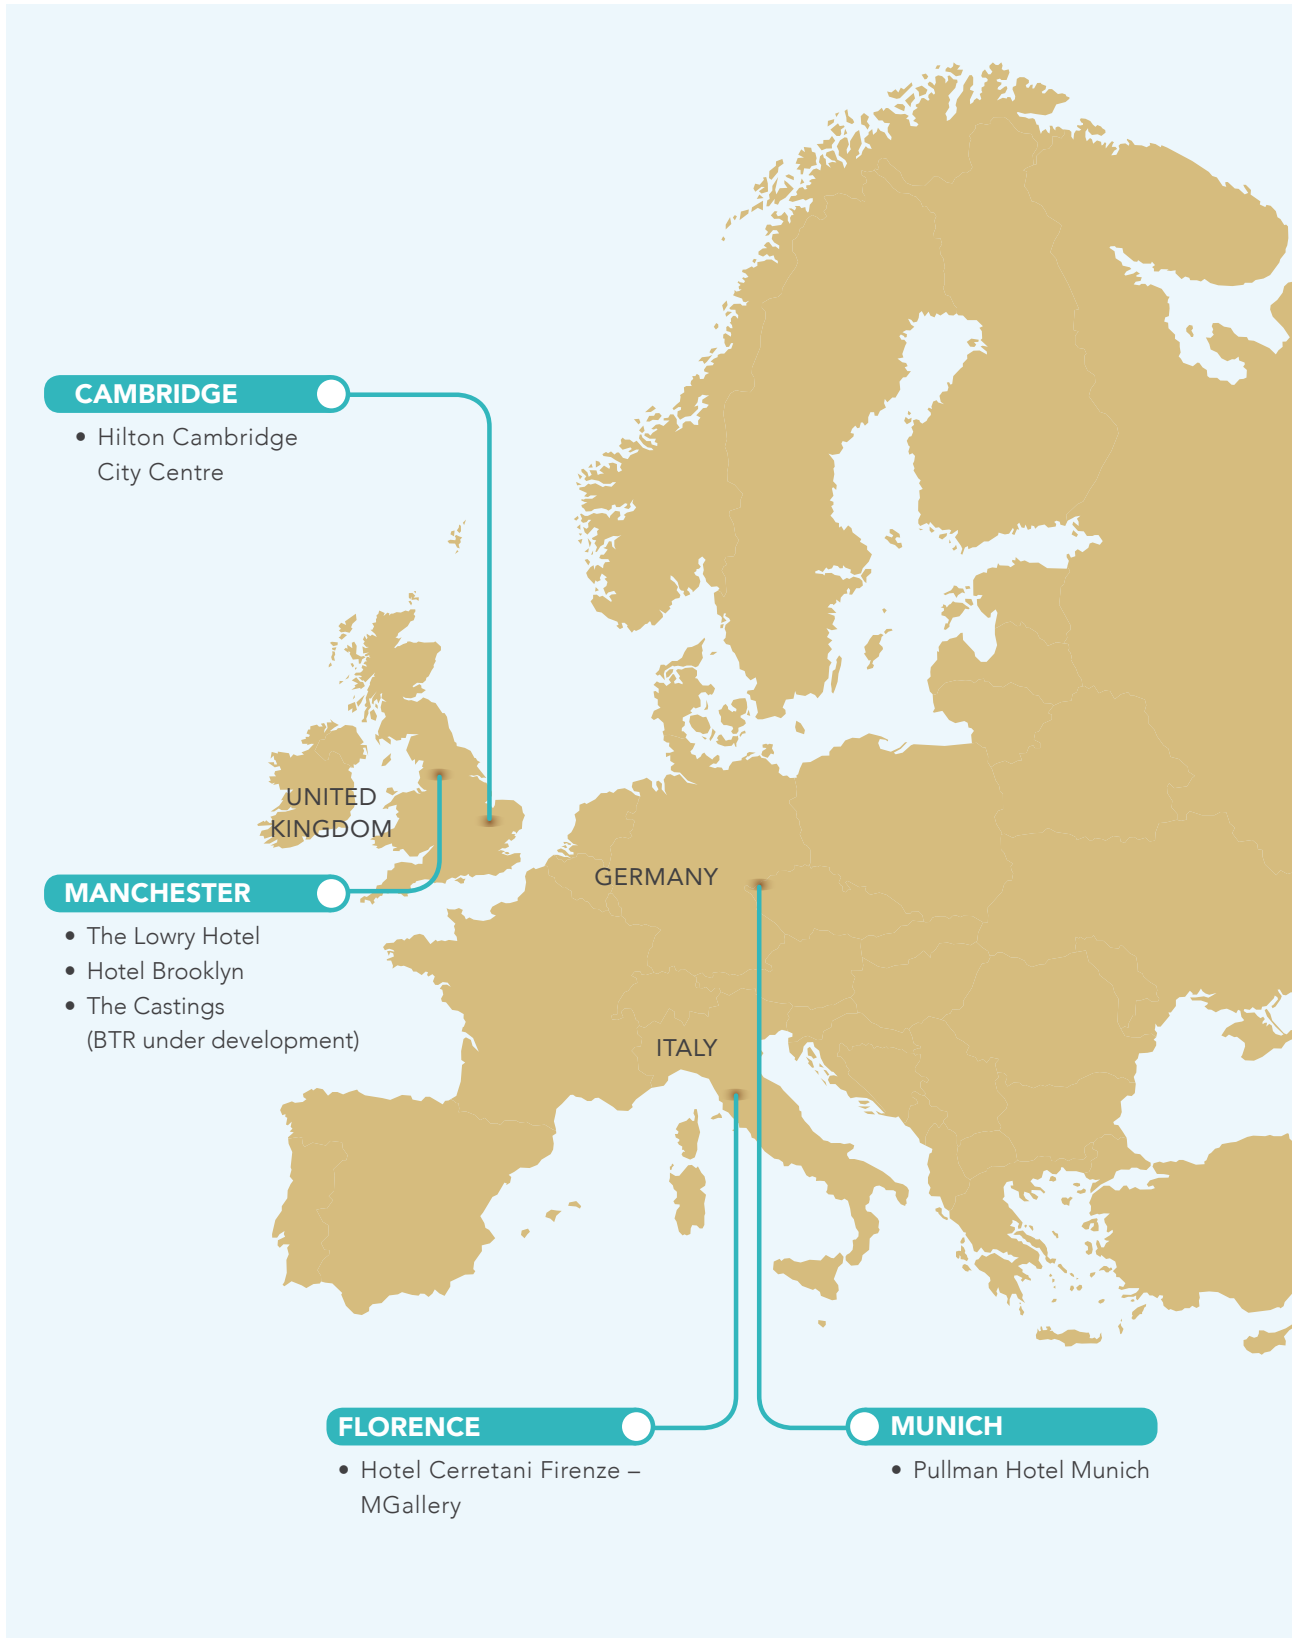 CAMBRIDGE
• Hilton Cambridge
City Centre
UNITED
KINGDOM
GERMANY
MANCHESTER
• The Lowry Hotel
• Hotel Brooklyn
• The Castings
(BTR under development)
ITALY
FLORENCE
• Hotel Cerretani Firenze –
MGallery
MUNICH
• Pullman Hotel Munich